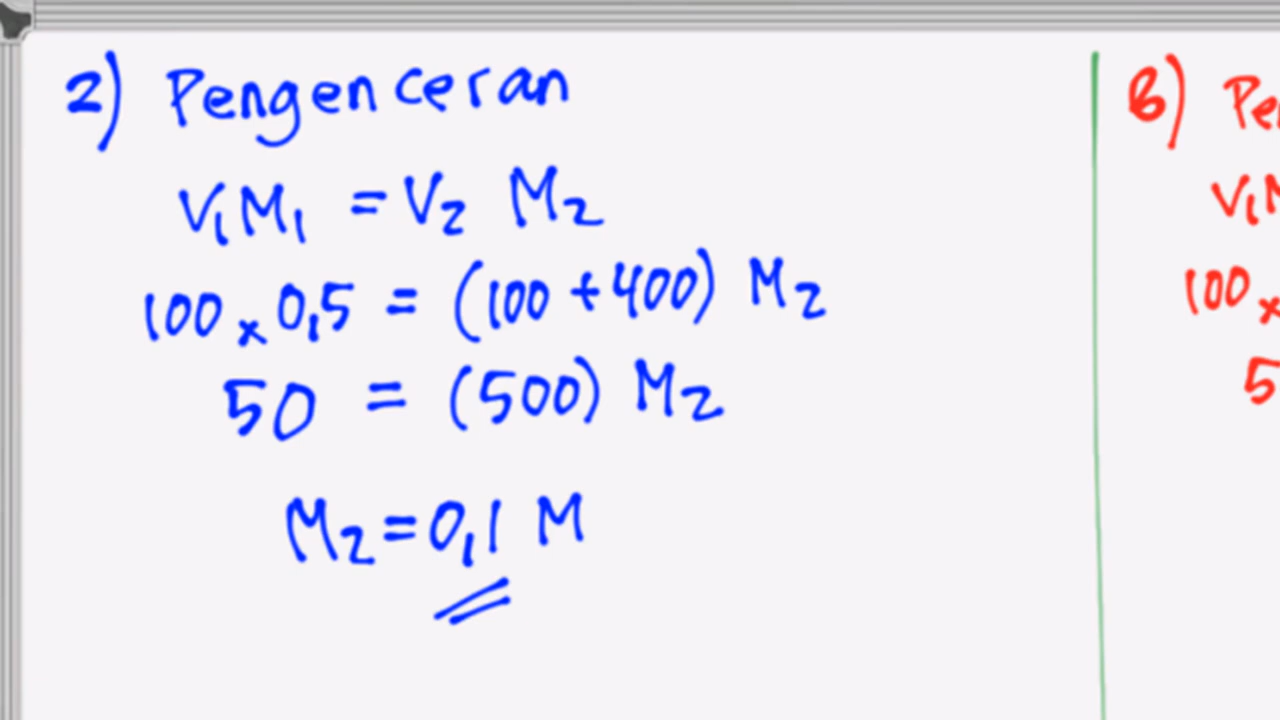 2) Pengenceran
V₁M₁ = V₂ M₂
100 x 0,5 = (100 + 400) M₂
50 = (500) M₂
M₂ = 0,1 M
8) Pe
V₁M
100 x
5